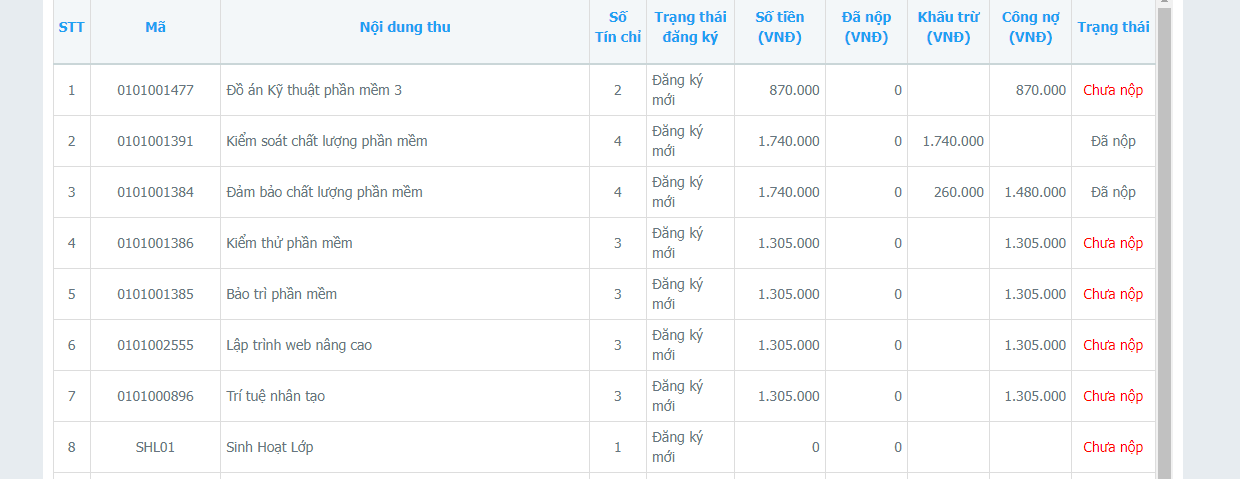 STT Mã Nội dung thu Số Tín chỉ Trạng thái đăng ký Số tiền (VNĐ) Đã nộp (VNĐ) Khấu trừ (VNĐ) Công nợ (VNĐ) Trạng thái
1 0101001477 Đồ án Kỹ thuật phần mềm 3 2 Đăng ký mới 870.000 0 870.000 Chưa nộp
2 0101001391 Kiểm soát chất lượng phần mềm 4 Đăng ký mới 1.740.000 0 1.740.000 Đã nộp
3 0101001384 Đảm bảo chất lượng phần mềm 4 Đăng ký mới 1.740.000 0 260.000 1.480.000 Đã nộp
4 0101001386 Kiểm thử phần mềm 3 Đăng ký mới 1.305.000 0 1.305.000 Chưa nộp
5 0101001385 Bảo trì phần mềm 3 Đăng ký mới 1.305.000 0 1.305.000 Chưa nộp
6 0101002555 Lập trình web nâng cao 3 Đăng ký mới 1.305.000 0 1.305.000 Chưa nộp
7 0101000896 Trí tuệ nhân tạo 3 Đăng ký mới 1.305.000 0 1.305.000 Chưa nộp
8 SHL01 Sinh Hoạt Lớp 1 Đăng ký mới 0 0 Chưa nộp